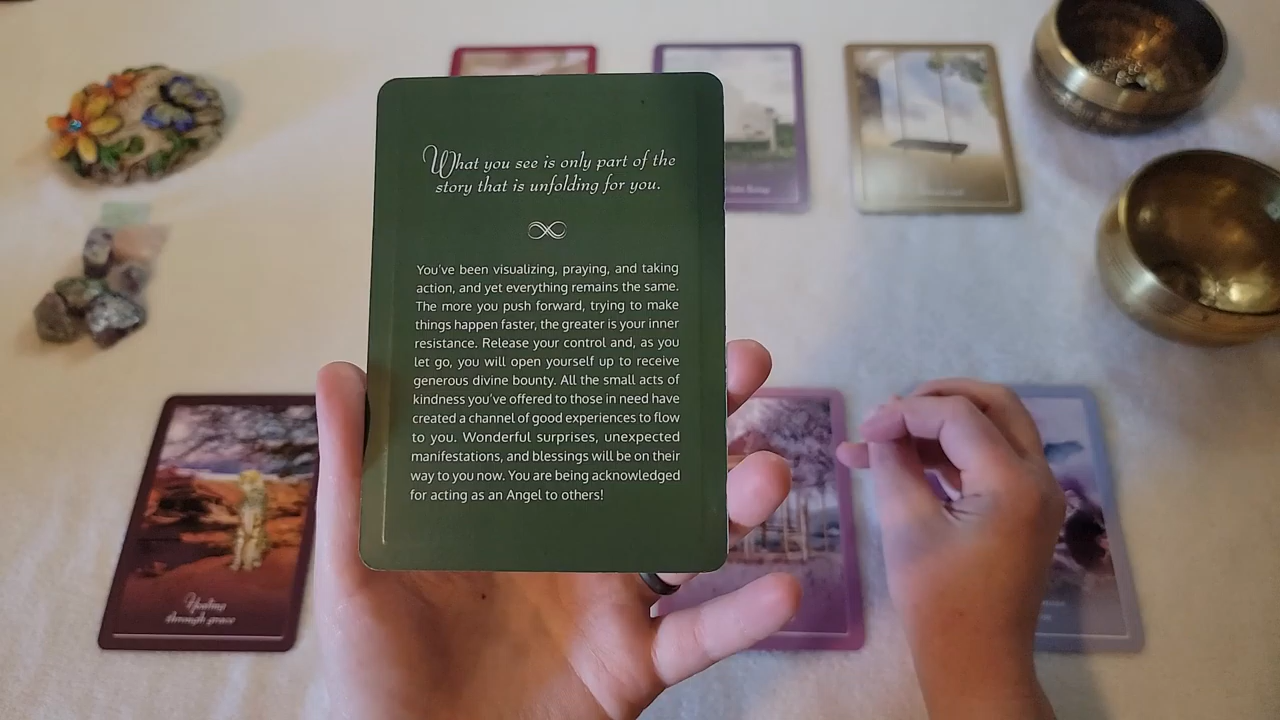 What you see is only part of the
story that is unfolding for you.
You've been visualizing, praying, and taking
action, and yet everything remains the same.
The more you push forward, trying to make
things happen faster, the greater is your inner
resistance. Release your control and, as you
let go, you will open yourself up to receive
generous divine bounty. All the small acts of
kindness you've offered to those in need have
created a channel of good experiences to flow
to you. Wonderful surprises, unexpected
manifestations, and blessings will be on their
way to you now. You are being acknowledged
for acting as an Angel to others!
Healing
through grace